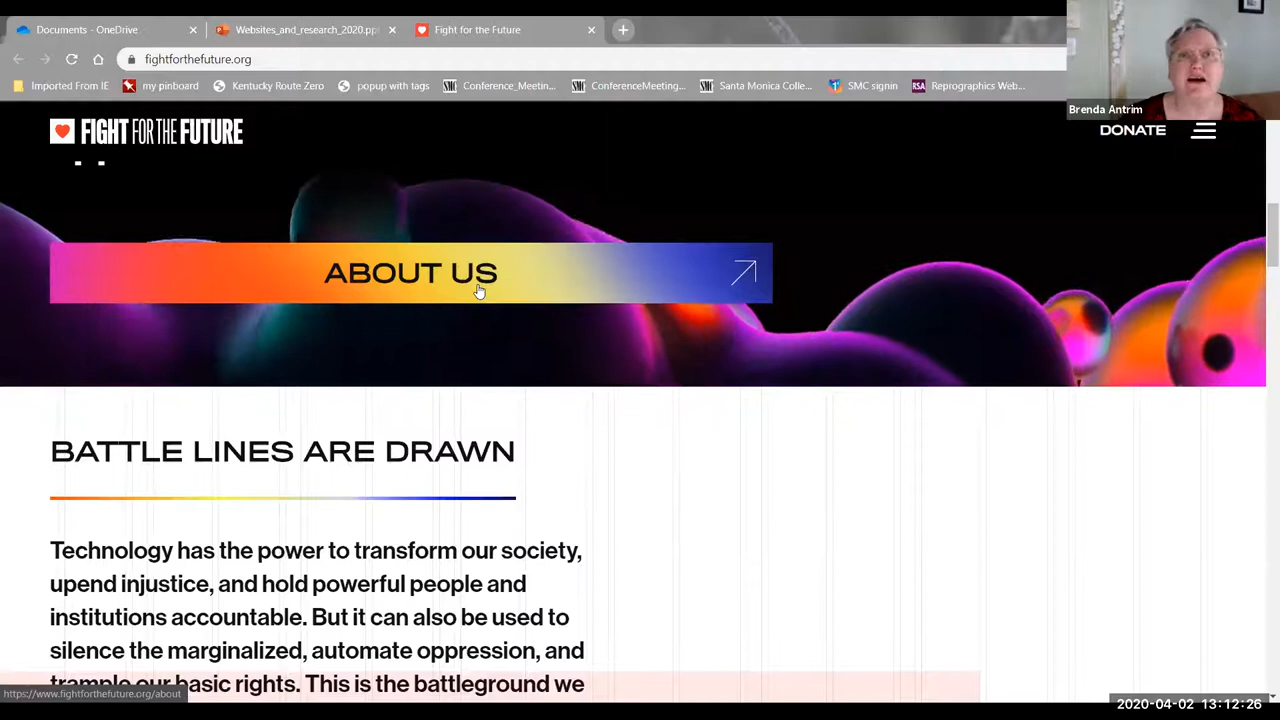 Documents - OneDrive
Websites_and_research_2020.pp
Fight for the Future
fightforthefuture.org
Imported From IE
my pinboard
Kentucky Route Zero
popup with tags
Conference_Meetin...
ConferenceMeeting...
Santa Monica Colle...
SMC signin
RSA
Reprographics Web...
Brenda Antrim
FIGHT FOR THE FUTURE
DONATE
ABOUT US
BATTLE LINES ARE DRAWN
Technology has the power to transform our society,
upend injustice, and hold powerful people and
institutions accountable. But it can also be used to
silence the marginalized, automate oppression, and
trample our basic rights. This is the battleground we
https://www.fightforthefuture.org/about
2020-04-02 13:12:26